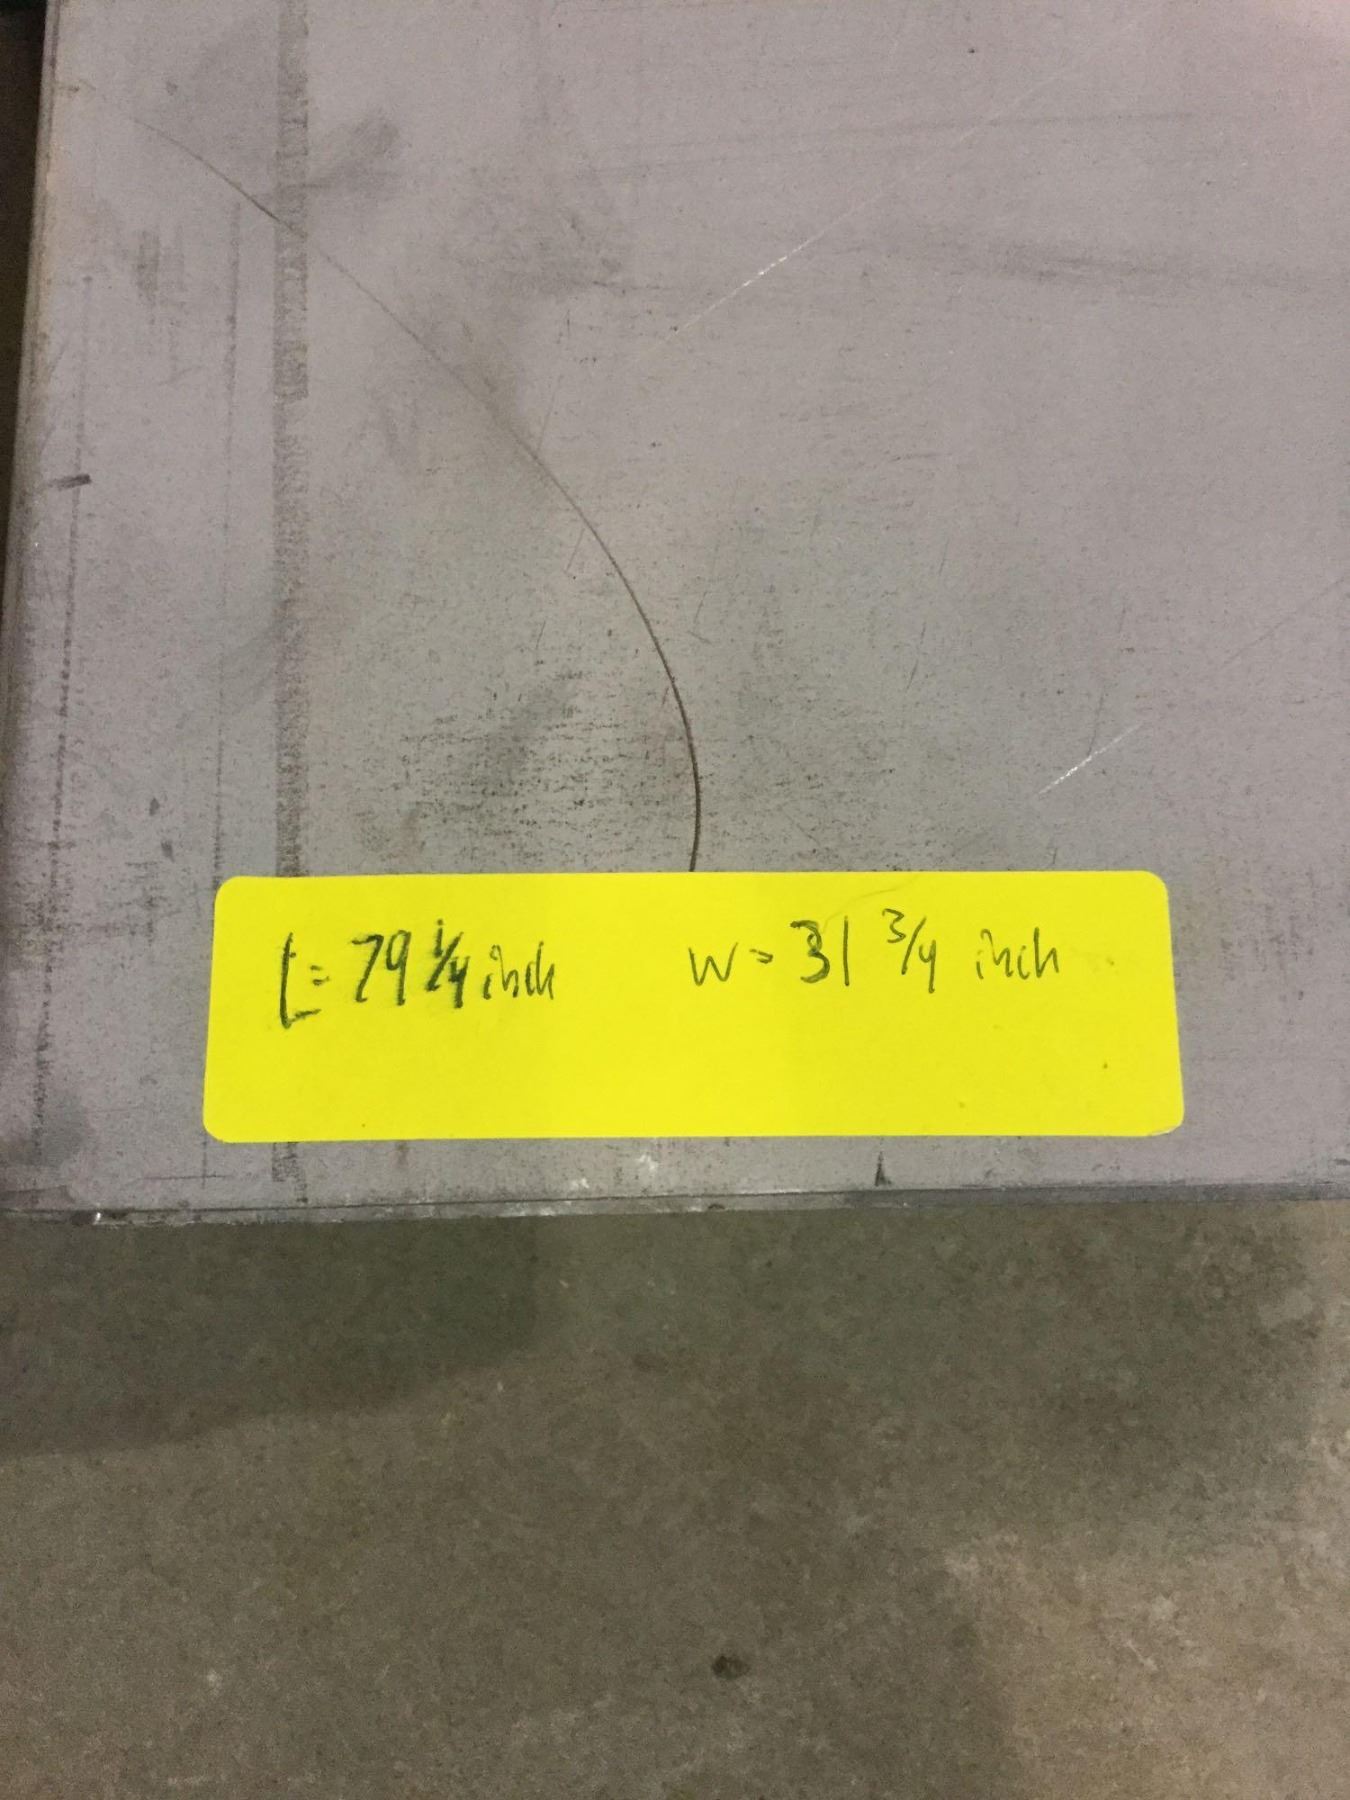 L= 79 1/4 inch W= 31 3/4 inch